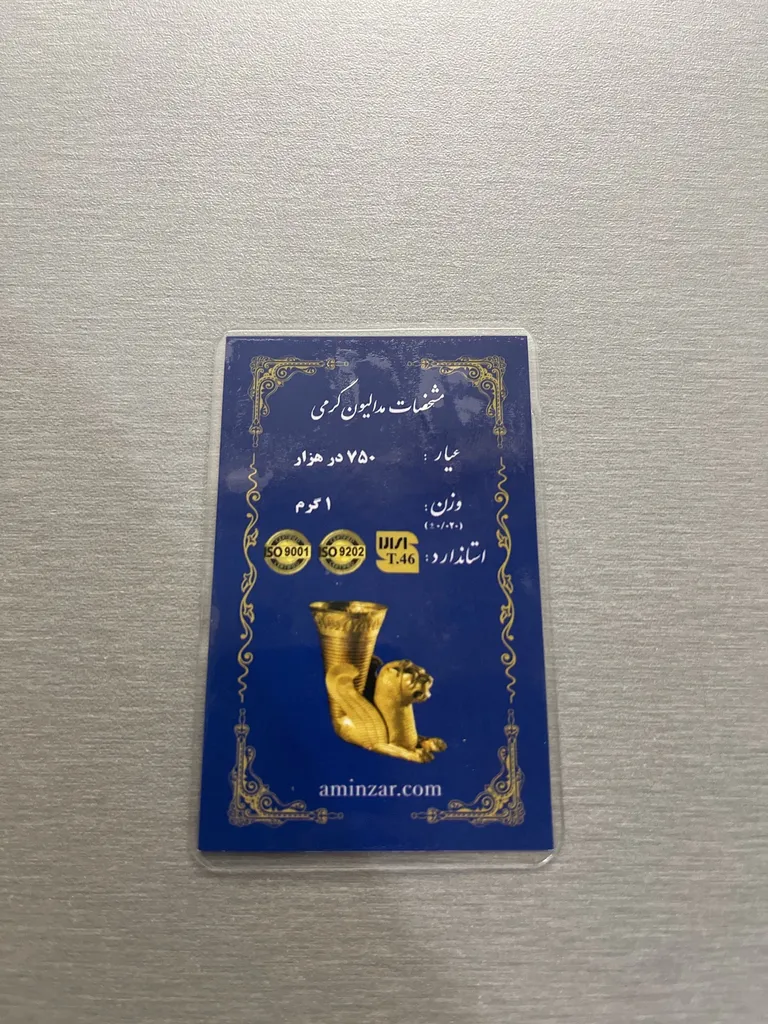 مشخصات مدالیون گرمی
عیار : ۷۵۰ در هزار
وزن: ۱ گرم
(±۰/۰۲۰)
استاندارد: T.46 ISO 9202 ISO 9001
aminzar.com